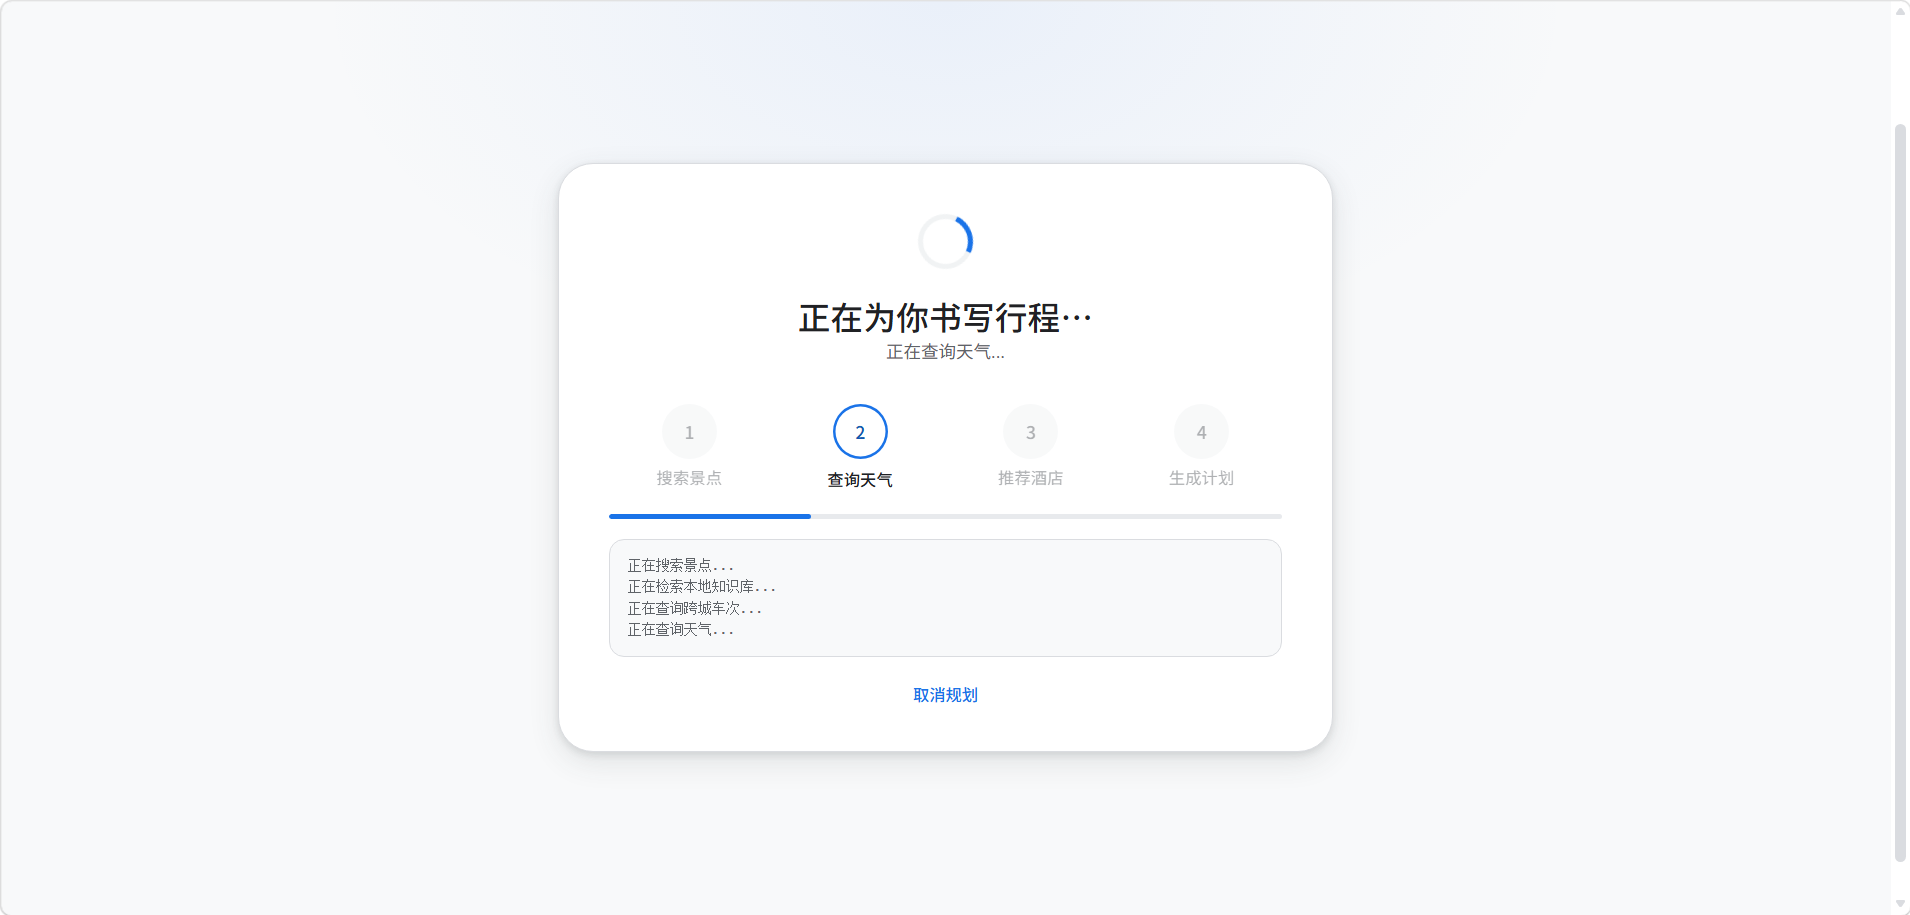 正在为你书写行程…
正在查询天气...
1
2
3
4
搜索景点
查询天气
推荐酒店
生成计划
正在搜索景点...
正在检索本地知识库...
正在查询跨城车次...
正在查询天气...
取消规划